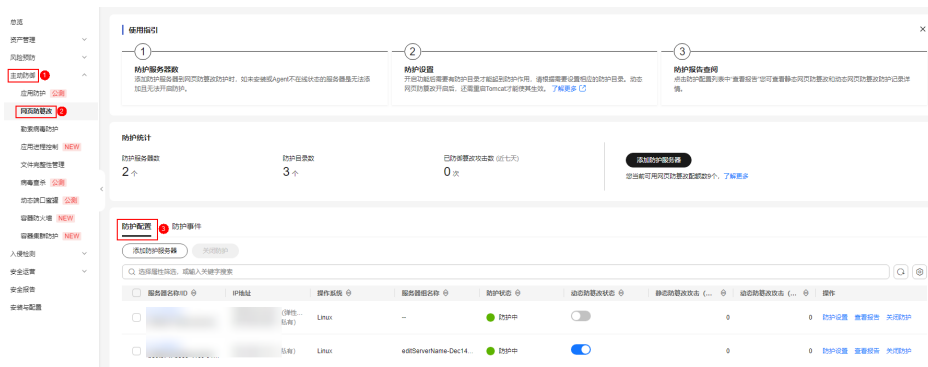 总览
资产管理
风险预防
主动防御 1
应用防护 公测
网页防篡改 2
勒索病毒防护
应用进程控制 NEW
文件完整性管理
病毒查杀 公测
动态端口蜜罐 公测
容器防火墙 NEW
容器集群防护 NEW
入侵检测
安全运营
安全报告
安装与配置
使用指引
1
防护服务器数
添加防护服务器到网页防篡改防护时，如未安装或Agent不在线状态的服务器是无法添
加且无法开启防护。
2
防护设置
开启功能后需要有防护目录才能起到防护作用，请根据需要设置相应的防护目录。动态
网页防篡改开启后，还需重启Tomcat才能使其生效。 了解更多
3
防护报告查阅
点击防护配置列表中“查看报告”您可查看静态网页防篡改和动态网页防篡改防护记录详
情。
防护统计
防护服务器数
2 个
防护目录数
3 个
已防御篡改攻击数 (近七天)
0 次
添加防护服务器
您当前可用网页防篡改配额数9个，了解更多
防护配置 3 防护事件
添加防护服务器 关闭防护
选择属性筛选，或输入关键字搜索
服务器名称/ID IP地址 操作系统 服务器组名称 防护状态 动态防篡改状态 静态防篡改攻击 (... 动态防篡改攻击 (... 操作
(弹性...
私有) Linux -- 防护中 0 0 防护设置 查看报告 关闭防护
私有) Linux editServerName-Dec14... 防护中 0 0 防护设置 查看报告 关闭防护